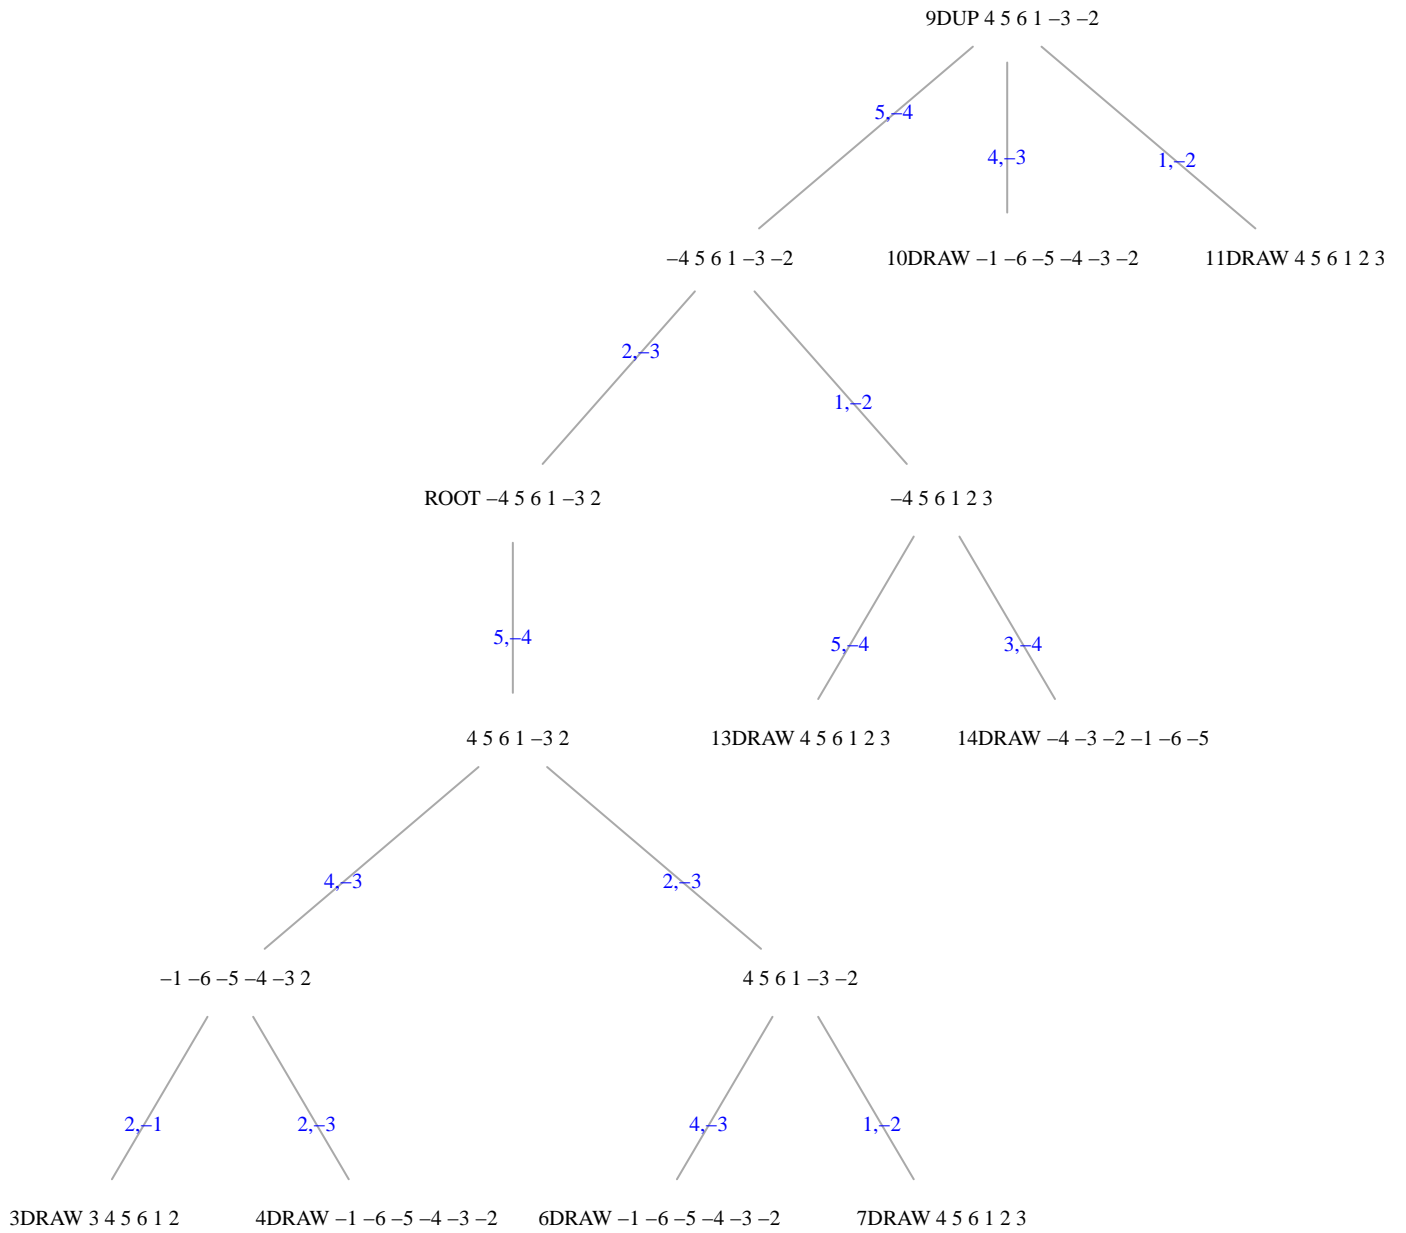 9DUP 4 5 6 1 –3 –2
5,–4
4,–3
1,–2
–4 5 6 1 –3 –2
10DRAW –1 –6 –5 –4 –3 –2
11DRAW 4 5 6 1 2 3
2,–3
1,–2
ROOT –4 5 6 1 –3 2
–4 5 6 1 2 3
5,–4
5,–4
3,–4
4 5 6 1 –3 2
13DRAW 4 5 6 1 2 3
14DRAW –4 –3 –2 –1 –6 –5
4,–3
2,–3
–1 –6 –5 –4 –3 2
4 5 6 1 –3 –2
2,–1
2,–3
4,–3
1,–2
3DRAW 3 4 5 6 1 2
4DRAW –1 –6 –5 –4 –3 –2
6DRAW –1 –6 –5 –4 –3 –2
7DRAW 4 5 6 1 2 3